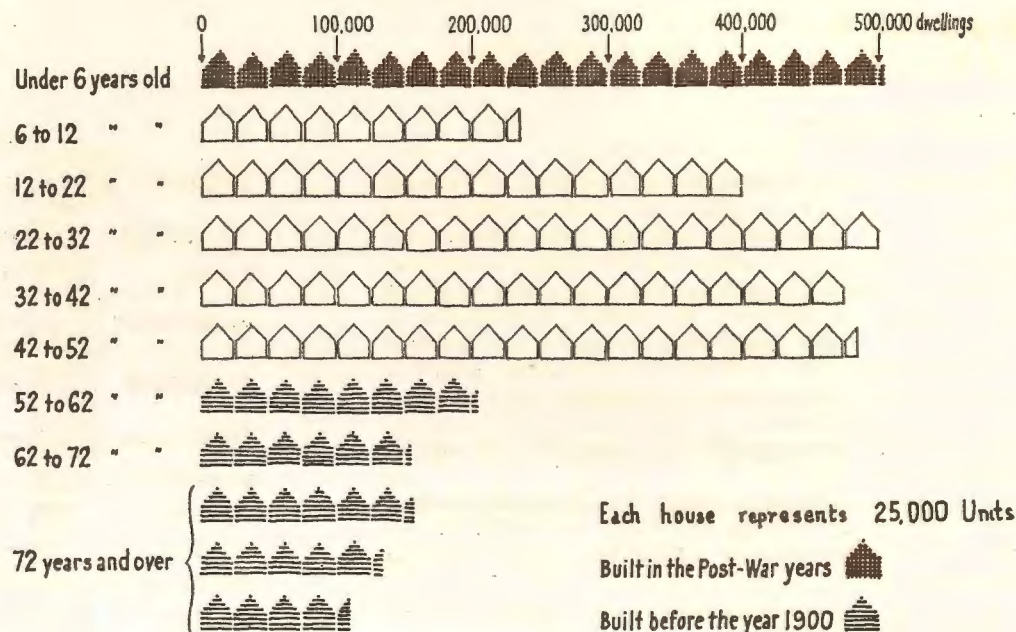 0 100,000 200,000 300,000 400,000 500,000 dwellings
Under 6 years old
6 to 12 " "
12 to 22 " "
22 to 32 " "
32 to 42 " "
42 to 52 " "
52 to 62 " "
62 to 72 " "
72 years and over
Each house represents 25,000 Units
Built in the Post-War years
Built before the year 1900